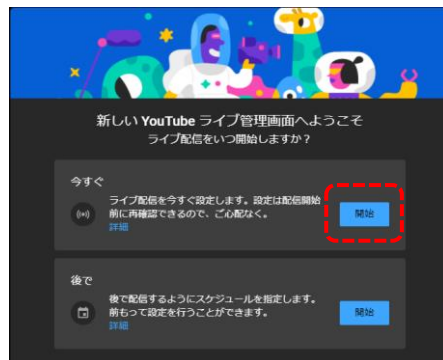 新しい YouTube ライブ管理画面へようこそ
ライブ配信をいつ開始しますか？
今すぐ
ライブ配信を今すぐ設定します。設定は配信開始
前に再確認できるので、ご心配なく。
詳細
開始
後で
後で配信するようにスケジュールを指定します。
前もって設定を行うことができます。
詳細
開始